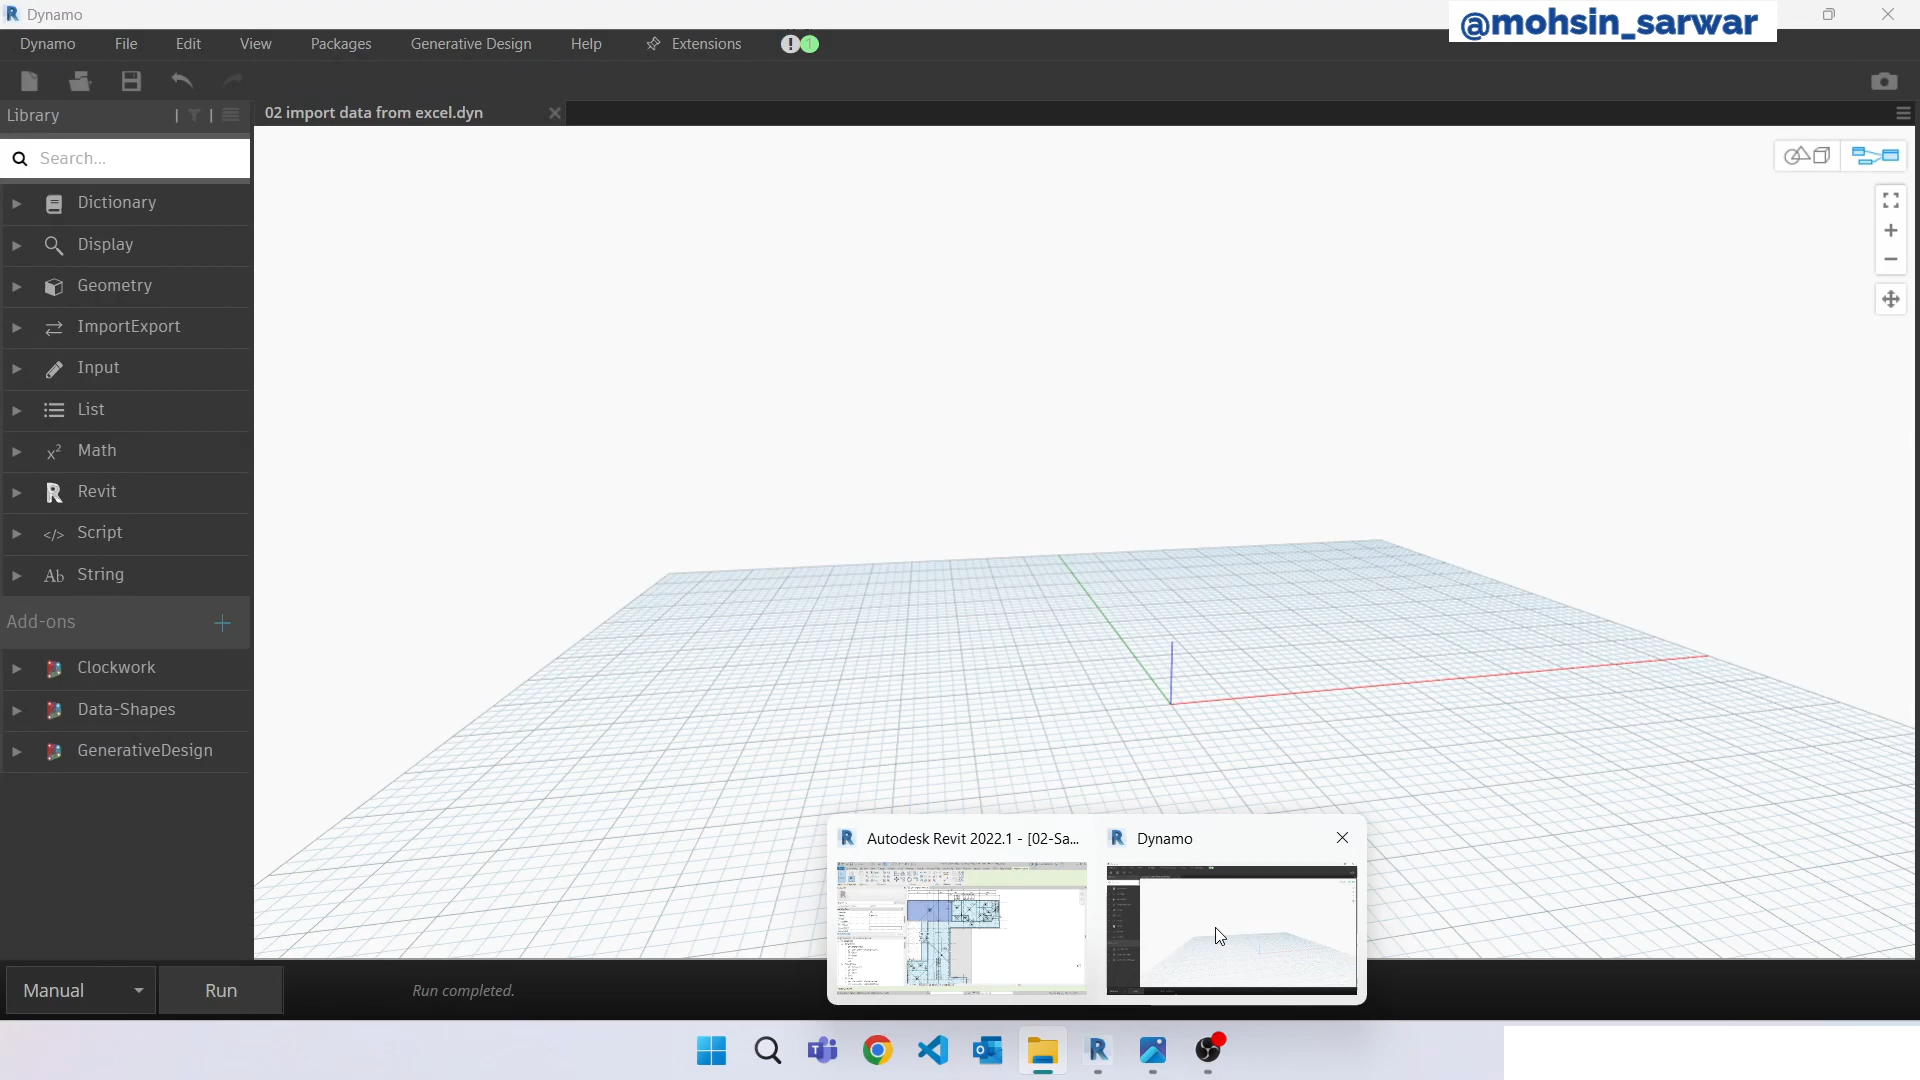 Dynamo
@mohsin_sarwar
Dynamo File Edit View Packages Generative Design Help Extensions ! 1
Library
02 import data from excel.dyn
Search...
Dictionary
Display
Geometry
ImportExport
Input
List
Math
Revit
Script
Ab String
Add-ons
Clockwork
Data-Shapes
GenerativeDesign
Autodesk Revit 2022.1 - [02-Sa...
Dynamo
Manual
Run
Run completed.